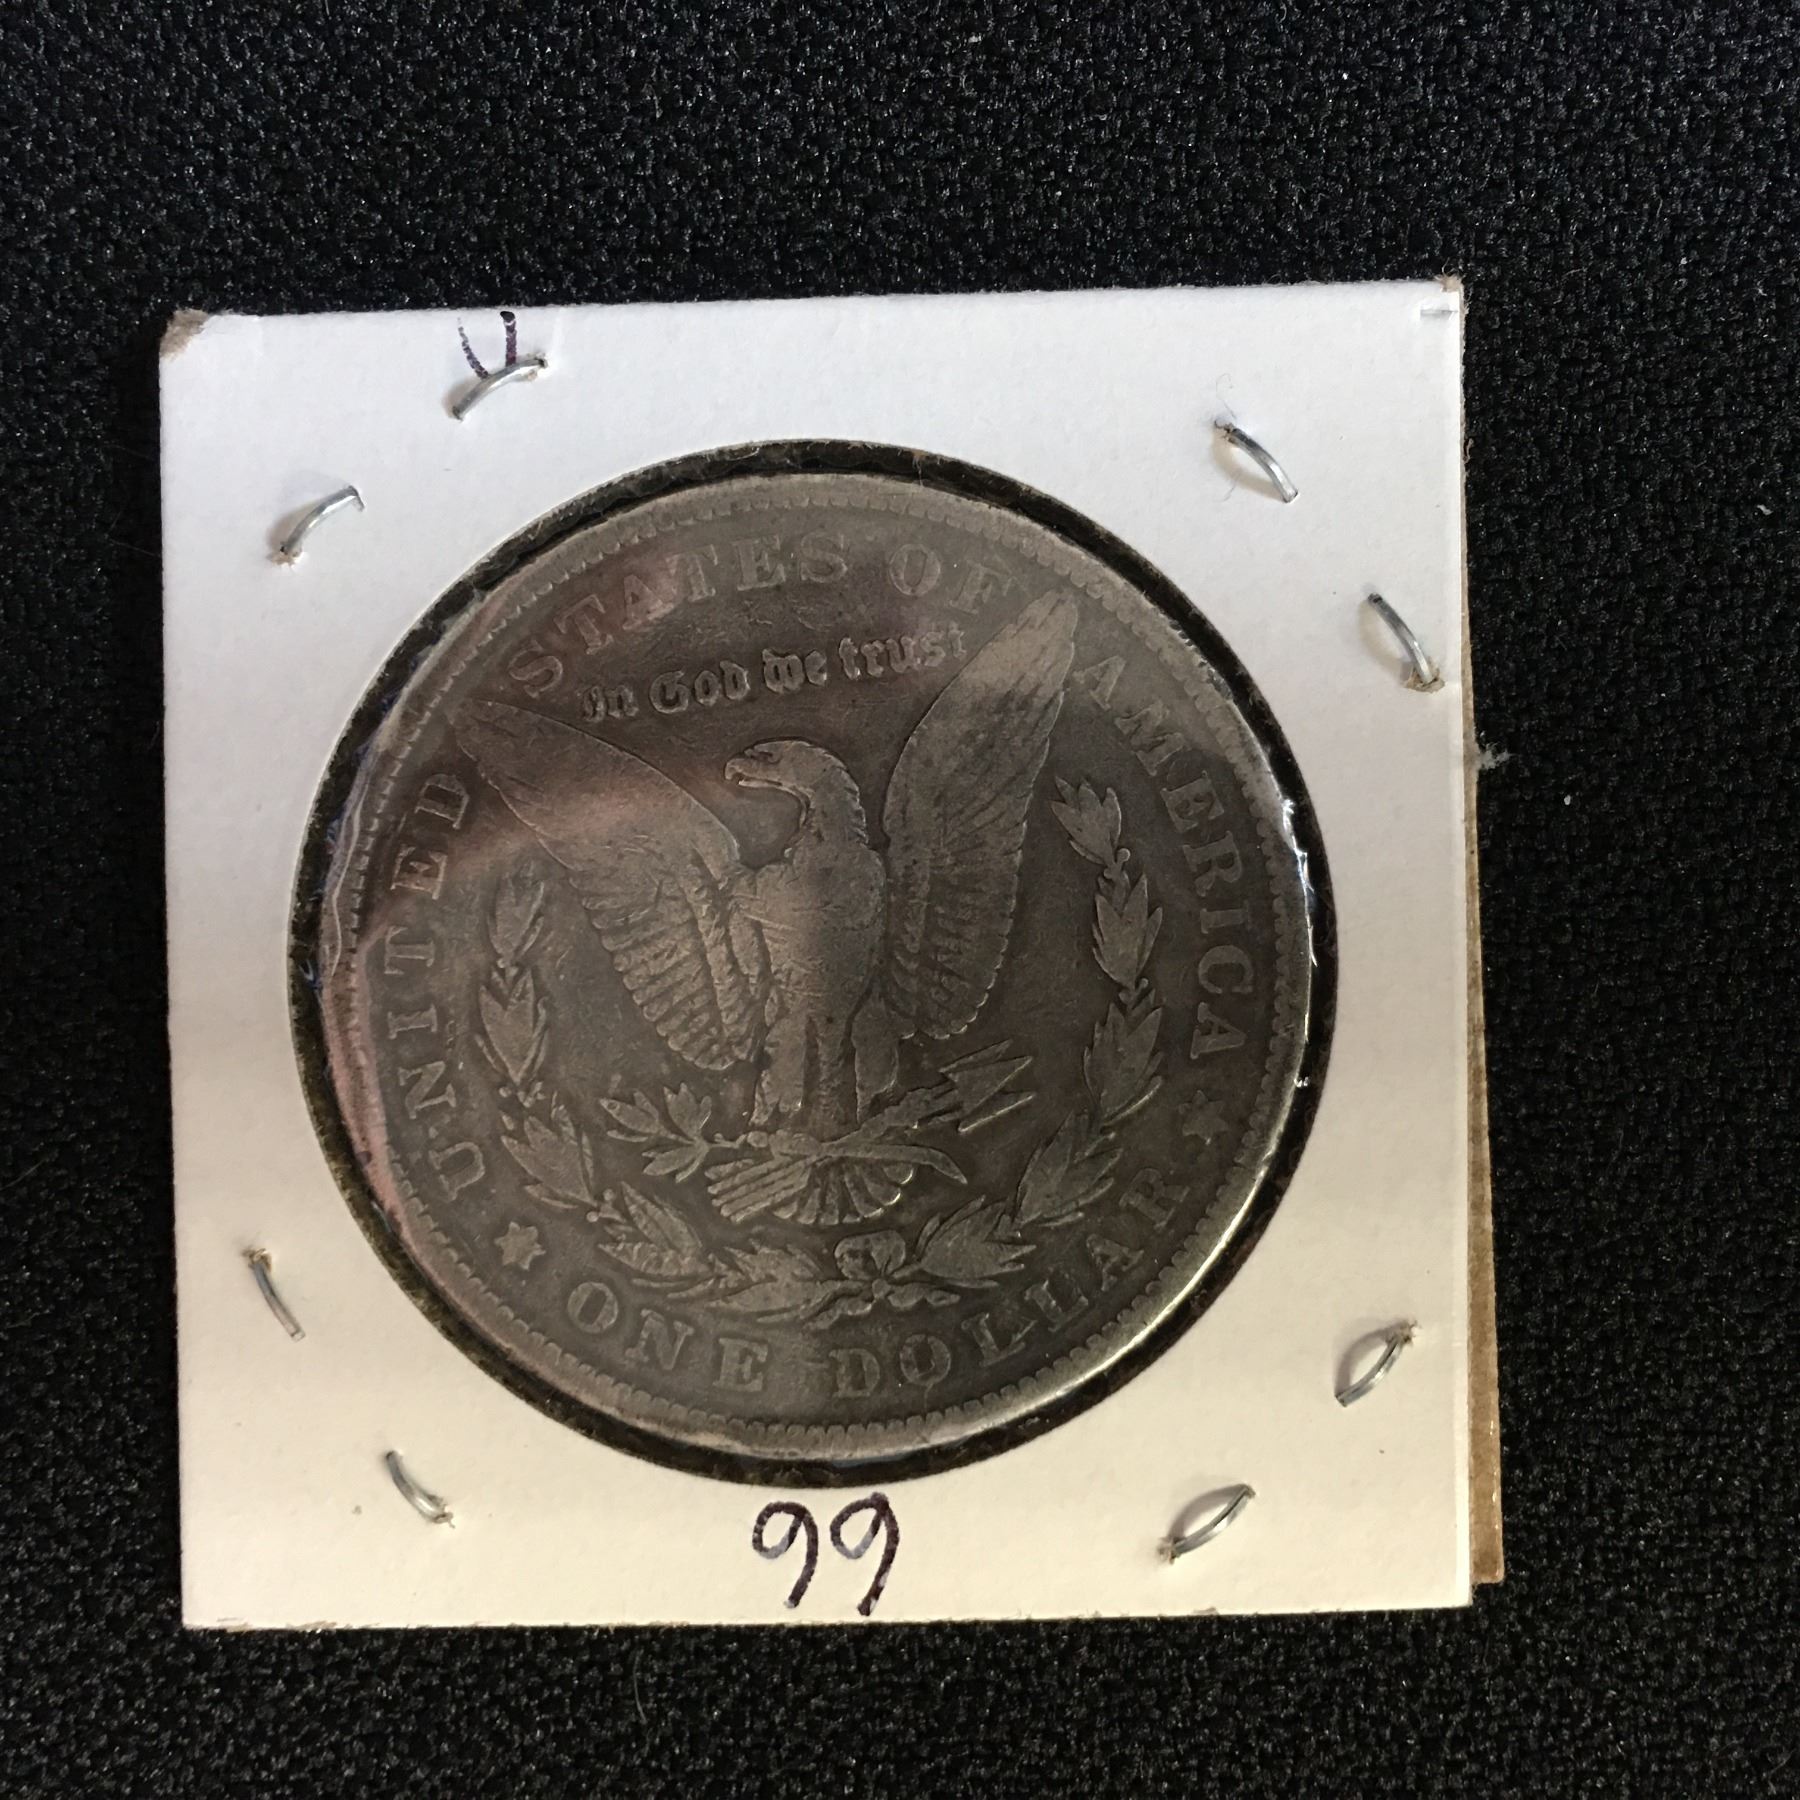 UNITED STATES OF AMERICA
In God we trust
ONE DOLLAR
99